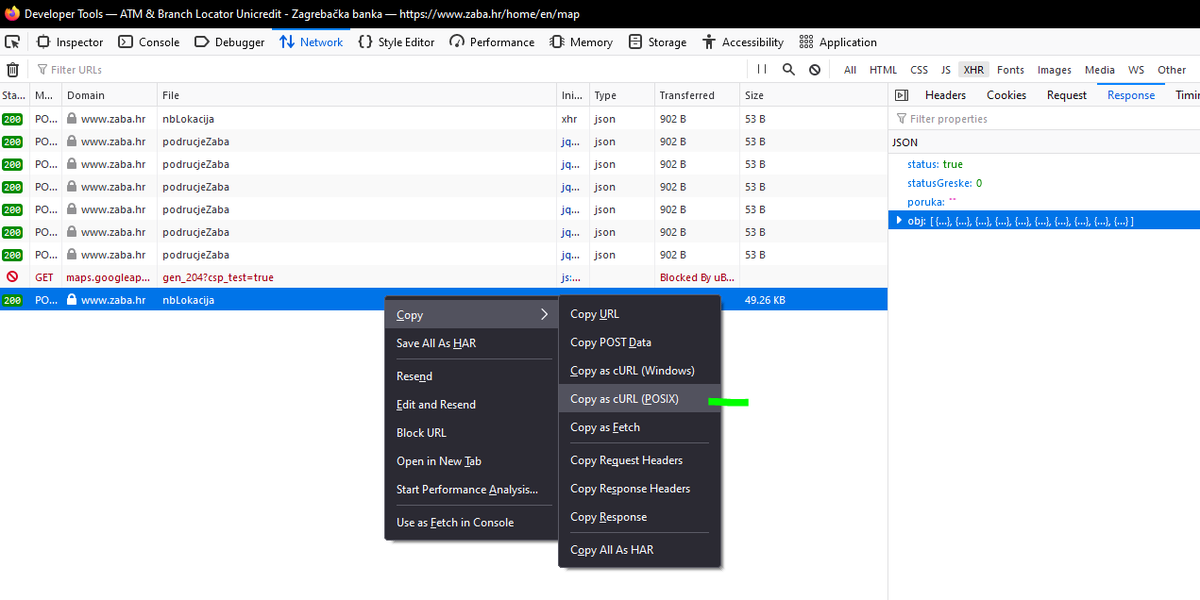 Developer Tools — ATM & Branch Locator Unicredit - Zagrebačka banka — https://www.zaba.hr/home/en/map
Inspector Console Debugger Network Style Editor Performance Memory Storage Accessibility Application
Filter URLs All HTML CSS JS XHR Fonts Images Media WS Other
Sta... M... Domain File Ini... Type Transferred Size
200 PO... www.zaba.hr nbLokacija xhr json 902 B 53 B
200 PO... www.zaba.hr podrucjeZaba jq... json 902 B 53 B
200 PO... www.zaba.hr podrucjeZaba jq... json 902 B 53 B
200 PO... www.zaba.hr podrucjeZaba jq... json 902 B 53 B
200 PO... www.zaba.hr podrucjeZaba jq... json 902 B 53 B
200 PO... www.zaba.hr podrucjeZaba jq... json 902 B 53 B
200 PO... www.zaba.hr podrucjeZaba jq... json 902 B 53 B
GET maps.googleap... gen_204?csp_test=true js:... Blocked By uB...
200 PO... www.zaba.hr nbLokacija 49.26 KB
Copy
Save All As HAR
Resend
Edit and Resend
Block URL
Open in New Tab
Start Performance Analysis...
Use as Fetch in Console
Copy URL
Copy POST Data
Copy as cURL (Windows)
Copy as cURL (POSIX)
Copy as Fetch
Copy Request Headers
Copy Response Headers
Copy Response
Copy All As HAR
Headers Cookies Request Response Timin
Filter properties
JSON
status: true
statusGreske: 0
poruka: ""
obj: [ {...}, {...}, {...}, {...}, {...}, {...}, {...}, {...}, {...}, {...} ]